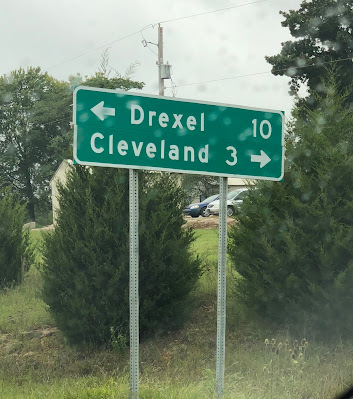 ← Drexel 10
Cleveland 3 →